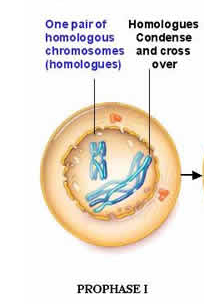 One pair of
homologous
chromosomes
(homologues)
Homologues
Condense
and cross
over
PROPHASE I